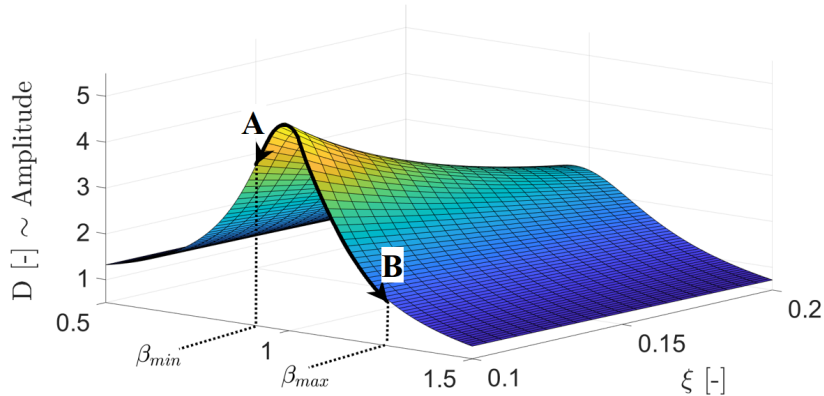 D [-] ~ Amplitude
5
4
3
2
1
A
B
0.5
1
1.5
β_min
β_max
0.1
0.15
0.2
ξ [-]